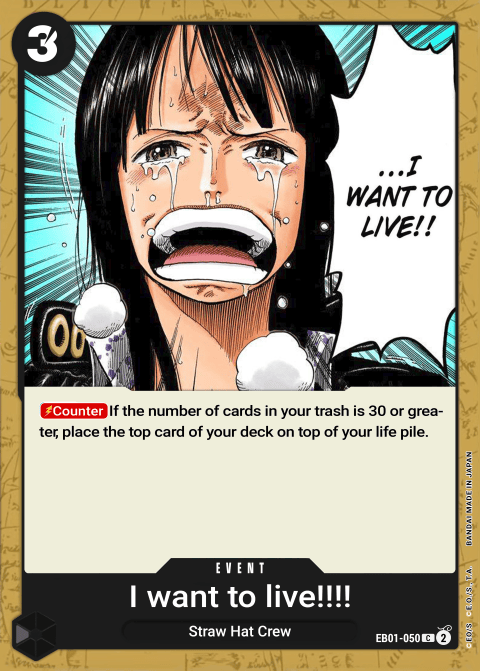 3
...I
WANT TO
LIVE!!
OO
Counter If the number of cards in your trash is 30 or grea-
ter, place the top card of your deck on top of your life pile.
EVENT
I want to live!!!!
Straw Hat Crew
EB01-050 C 2
©E.O./S. ©E.O./S.,T.A. BANDAI MADE IN JAPAN